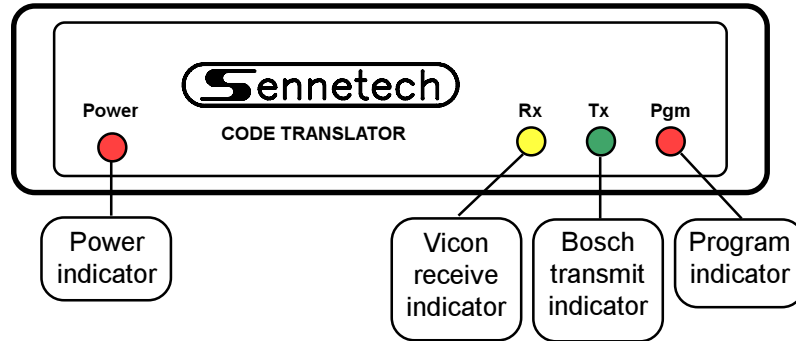 Sennetech
Power
Rx Tx Pgm
CODE TRANSLATOR
Power
indicator
Vicon
receive
indicator
Bosch
transmit
indicator
Program
indicator